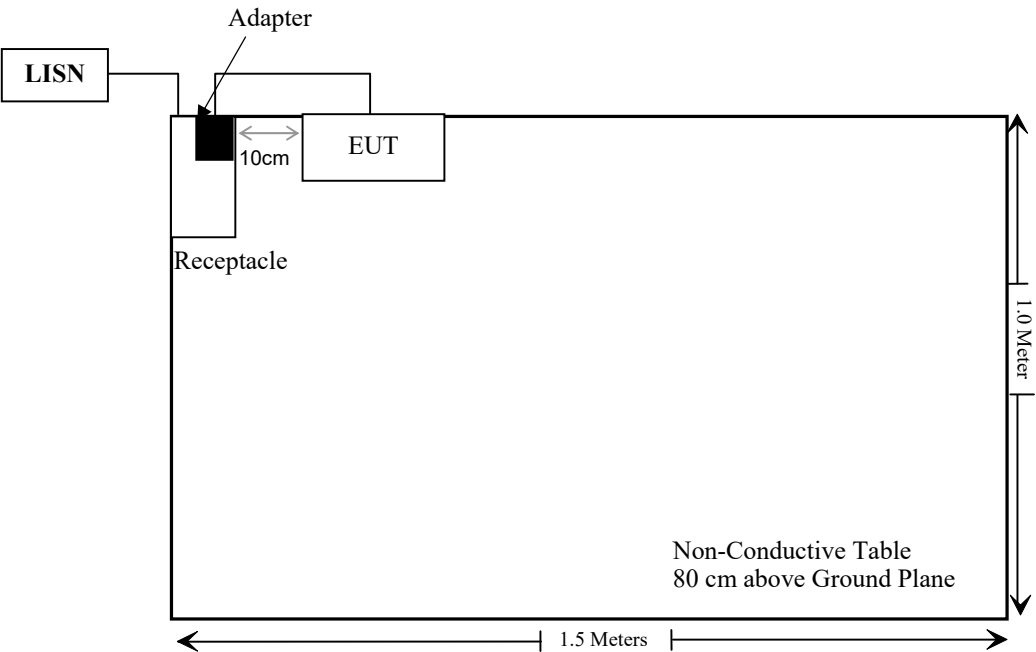 Adapter
LISN
EUT
10cm
Receptacle
1.0 Meter
Non-Conductive Table
80 cm above Ground Plane
1.5 Meters